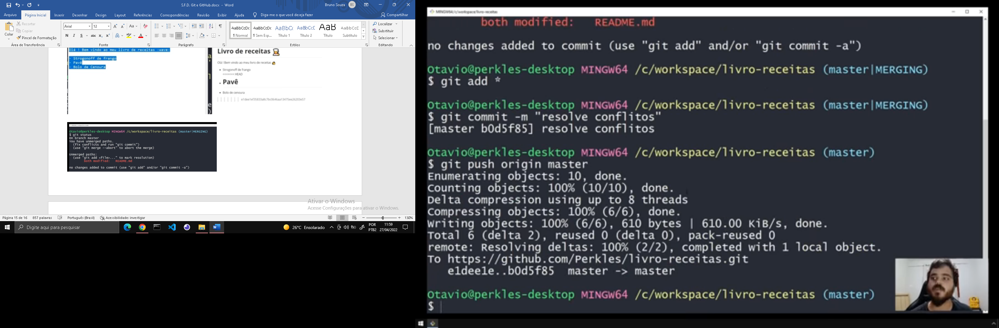 S.F.D. Git e GitHub.docx - Word
Bruno Souza
BS
Arquivo
Página Inicial
Inserir
Desenhar
Design
Layout
Referências
Correspondências
Revisão
Exibir
Ajuda
Diga-me o que você deseja fazer
Compartilhar
Colar
Recortar
Copiar
Pincel de Formatação
Área de Transferência
Arial
12
Aa
N I S abc x₂ x²
Fonte
Parágrafo
AaBbCcDc
¶ Normal
AaBbCcDc
¶ Sem Esp...
AaBbCc
Título 1
AaBbCcE
Título 2
AaB
Título
AaBbCcD
Subtítulo
Estilos
Localizar
Substituir
Selecionar
Editando
Olá ! Bem vindo ao meu livro de receitas :wave:
- Strogonoff de frango
- Pavê
- Bolo de Cenoura
Livro de receitas
Olá ! Bem vindo ao meu livro de receitas
• Strogonoff de frango
<<<<<<< HEAD
• Pavê
• Bolo de cenoura
e1dee1ef35833a8c7bc0646aa13475ee26203e57
Otavio@perkles-desktop MINGW64 /c/workspace/livro-receitas (master|MERGING)
$ git status
On branch master
You have unmerged paths.
(fix conflicts and run "git commit")
(use "git merge --abort" to abort the merge)
Unmerged paths:
(use "git add <file>..." to mark resolution)
both modified: README.md
no changes added to commit (use "git add" and/or "git commit -a")
Ativar o Windows
Acesse Configurações para ativar o Windows.
Página 15 de 16
857 palavras
Português (Brasil)
Acessibilidade: investigar
130%
Digite aqui para pesquisar
26°C Ensolarado
POR
PTB2
11:59
27/04/2022
MINGW64:/c/workspace/livro-receitas
both modified: README.md
no changes added to commit (use "git add" and/or "git commit -a")
Otavio@perkles-desktop MINGW64 /c/workspace/livro-receitas (master|MERGING)
$ git add *
Otavio@perkles-desktop MINGW64 /c/workspace/livro-receitas (master|MERGING)
$ git commit -m "resolve conflitos"
[master b0d5f85] resolve conflitos
Otavio@perkles-desktop MINGW64 /c/workspace/livro-receitas (master)
$ git push origin master
Enumerating objects: 10, done.
Counting objects: 100% (10/10), done.
Delta compression using up to 8 threads
Compressing objects: 100% (6/6), done.
Writing objects: 100% (6/6), 610 bytes | 610.00 KiB/s, done.
Total 6 (delta 2), reused 0 (delta 0), pack-reused 0
remote: Resolving deltas: 100% (2/2), completed with 1 local object.
To https://github.com/Perkles/livro-receitas.git
e1dee1e..b0d5f85 master -> master
Otavio@perkles-desktop MINGW64 /c/workspace/livro-receitas (master)
$